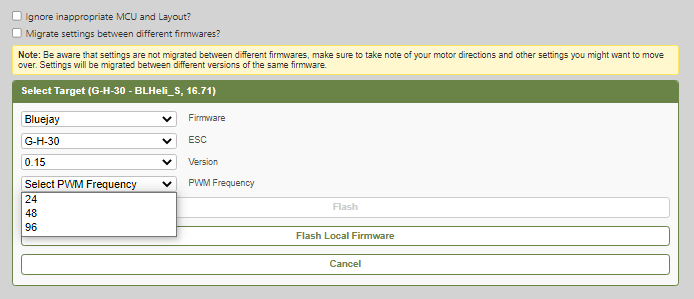 Ignore inappropriate MCU and Layout?
Migrate settings between different firmwares?
Note: Be aware that settings are not migrated between different firmwares, make sure to take note of your motor directions and other settings you might want to move
over. Settings will be migrated between different versions of the same firmware.
Select Target (G-H-30 - BLHeli_S, 16.71)
Bluejay Firmware
G-H-30 ESC
0.15 Version
Select PWM Frequency PWM Frequency
24
48
96
Flash
Flash Local Firmware
Cancel